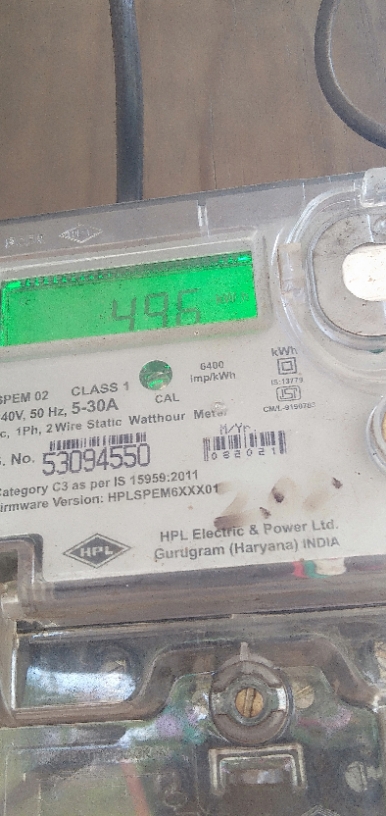 496
SPEM 02 CLASS 1
CAL
6400
imp/kWh
kWh
IS:13779
40V, 50 Hz, 5-30A
c, 1Ph, 2 Wire Static Watthour Meter
S. No. 53094550
M/Yr.
082021
Category C3 as per IS 15959:2011
irmware Version: HPLSPEM6XXX01
HPL
HPL Electric & Power Ltd.
Gurugram (Haryana) INDIA